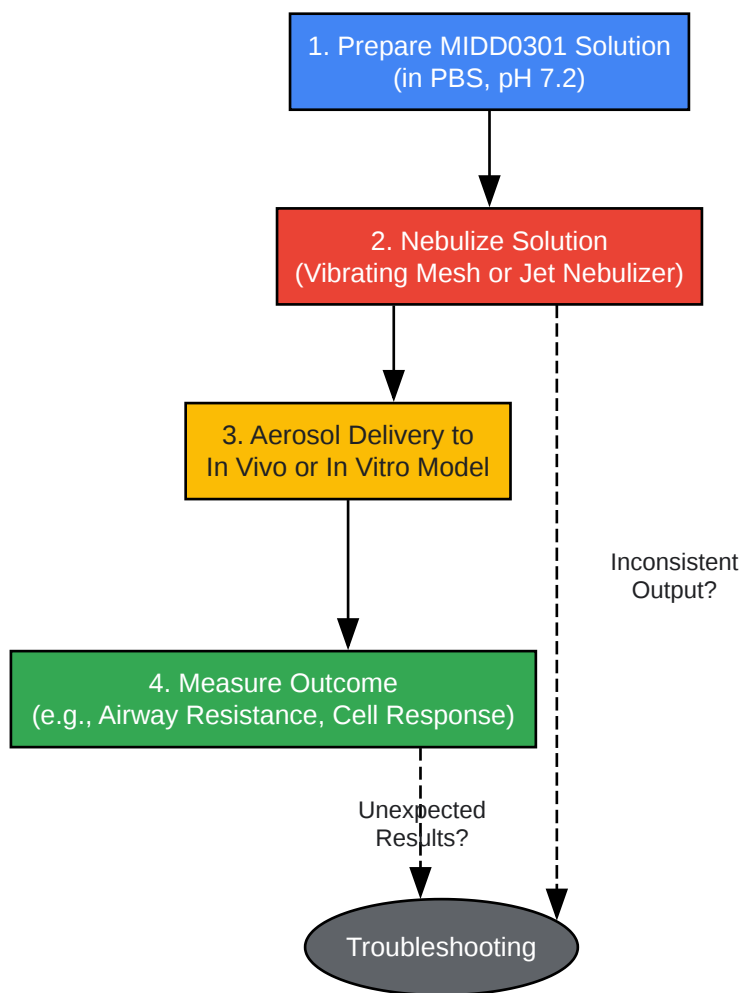 1. Prepare MIDD0301 Solution
(in PBS, pH 7.2)
2. Nebulize Solution
(Vibrating Mesh or Jet Nebulizer)
3. Aerosol Delivery to
In Vivo or In Vitro Model
Inconsistent
Output?
4. Measure Outcome
(e.g., Airway Resistance, Cell Response)
Unexpected
Results?
Troubleshooting